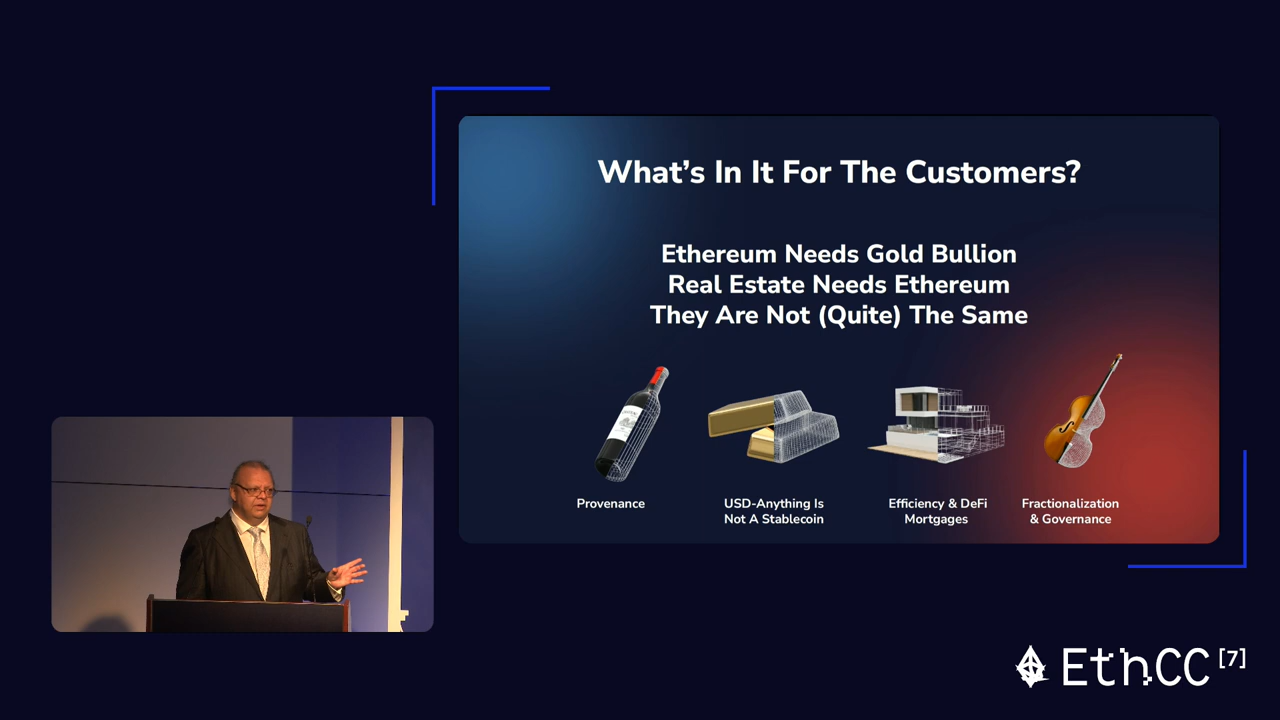 What's In It For The Customers?
Ethereum Needs Gold Bullion
Real Estate Needs Ethereum
They Are Not (Quite) The Same
Provenance
USD-Anything Is
Not A Stablecoin
Efficiency & DeFi
Mortgages
Fractionalization
& Governance
EthCC [7]